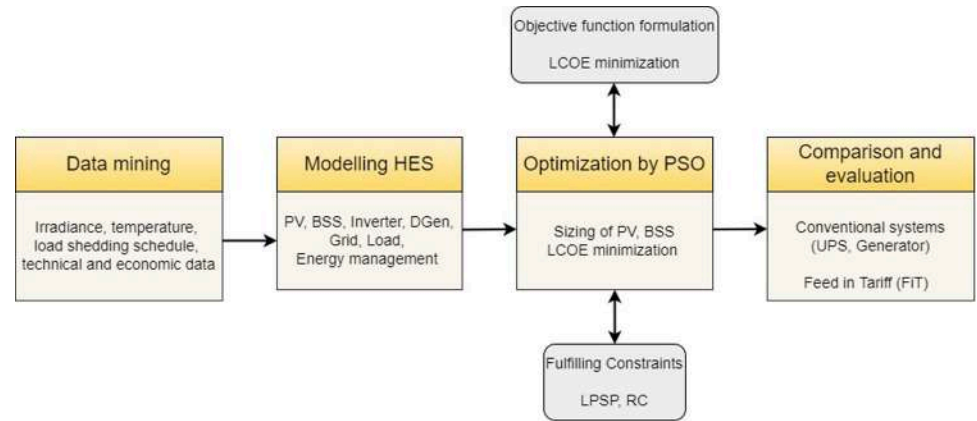 Objective function formulation
LCOE minimization
Data mining
Irradiance, temperature,
load shedding schedule,
technical and economic data
Modelling HES
PV, BSS, Inverter, DGen,
Grid, Load,
Energy management
Optimization by PSO
Sizing of PV, BSS
LCOE minimization
Comparison and
evaluation
Conventional systems
(UPS, Generator)
Feed in Tariff (FiT)
Fulfilling Constraints
LPSP, RC